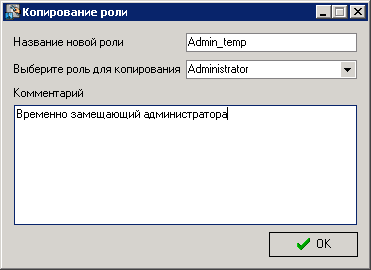 Копирование роли
Название новой роли Admin_temp
Выберите роль для копирования Administrator
Комментарий
Временно замещающий администратора
OK